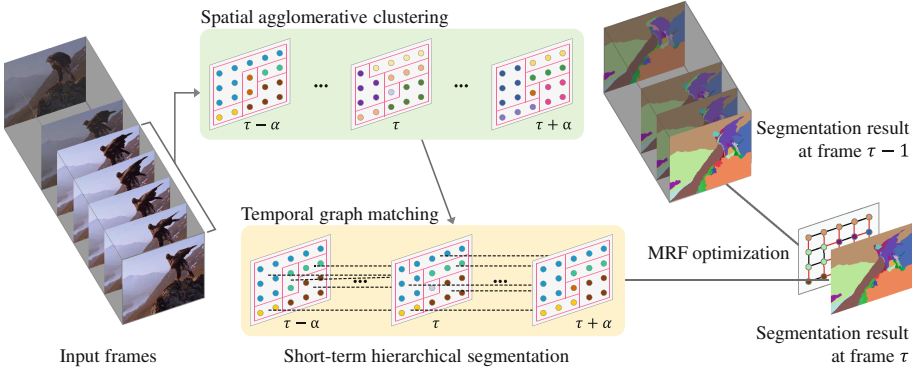 Spatial agglomerative clustering
τ − α
...
τ
...
τ + α
Segmentation result
at frame τ − 1
Temporal graph matching
...
...
τ − α
τ
τ + α
MRF optimization
Input frames
Short-term hierarchical segmentation
Segmentation result
at frame τ